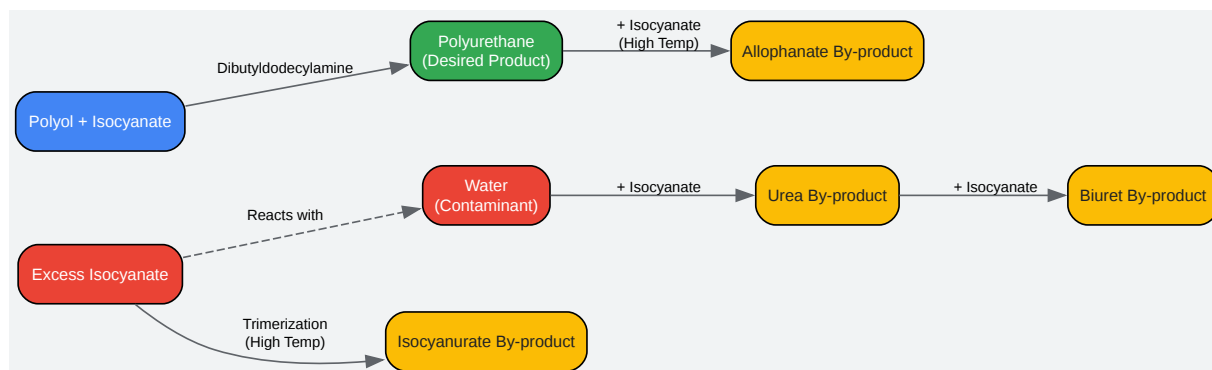 Polyol + Isocyanate
Dibutyldodecylamine
Polyurethane
(Desired Product)
+ Isocyanate
(High Temp)
Allophanate By-product
Excess Isocyanate
Reacts with
Water
(Contaminant)
+ Isocyanate
Urea By-product
+ Isocyanate
Biuret By-product
Trimerization
(High Temp)
Isocyanurate By-product